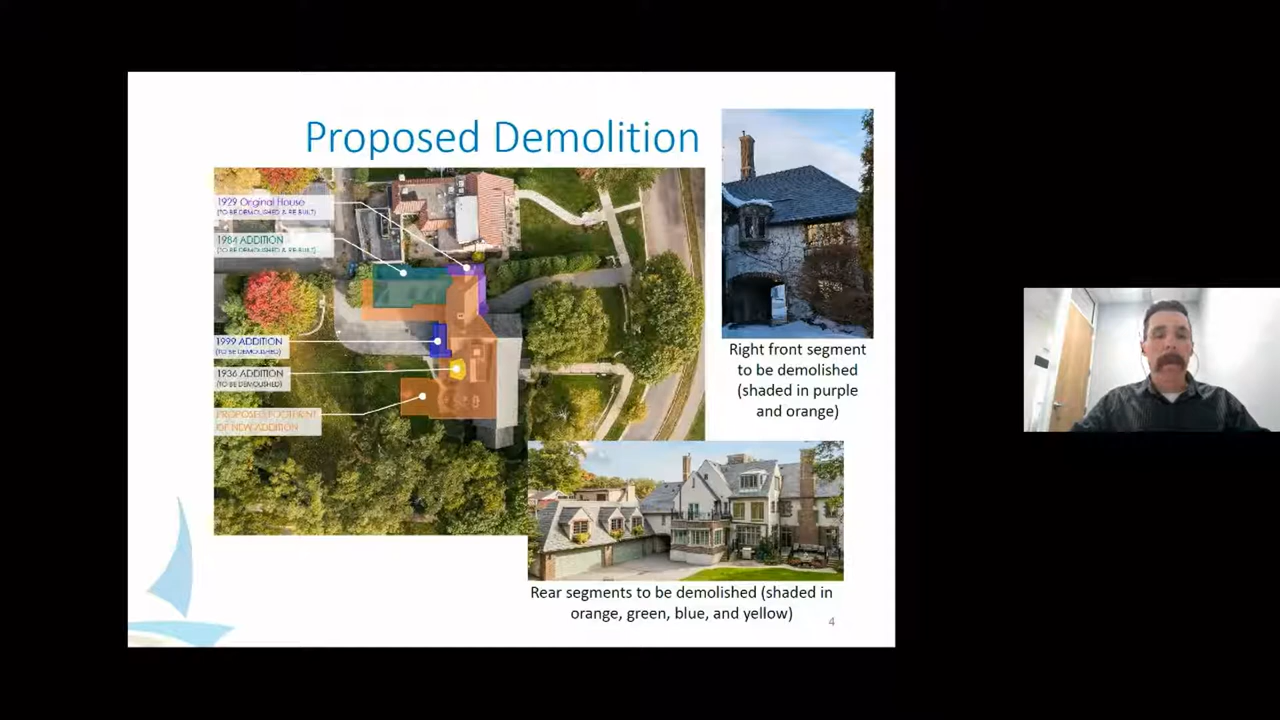 Proposed Demolition
1929 Original House
(TO BE DEMOLISHED & RE-BUILT)
1984 ADDITION
(TO BE DEMOLISHED & RE-BUILT)
1999 ADDITION
(TO BE DEMOLISHED)
1936 ADDITION
(TO BE DEMOLISHED)
PROPOSED FOOTPRINT
OF NEW ADDITION
Right front segment
to be demolished
(shaded in purple
and orange)
Rear segments to be demolished (shaded in
orange, green, blue, and yellow)
4